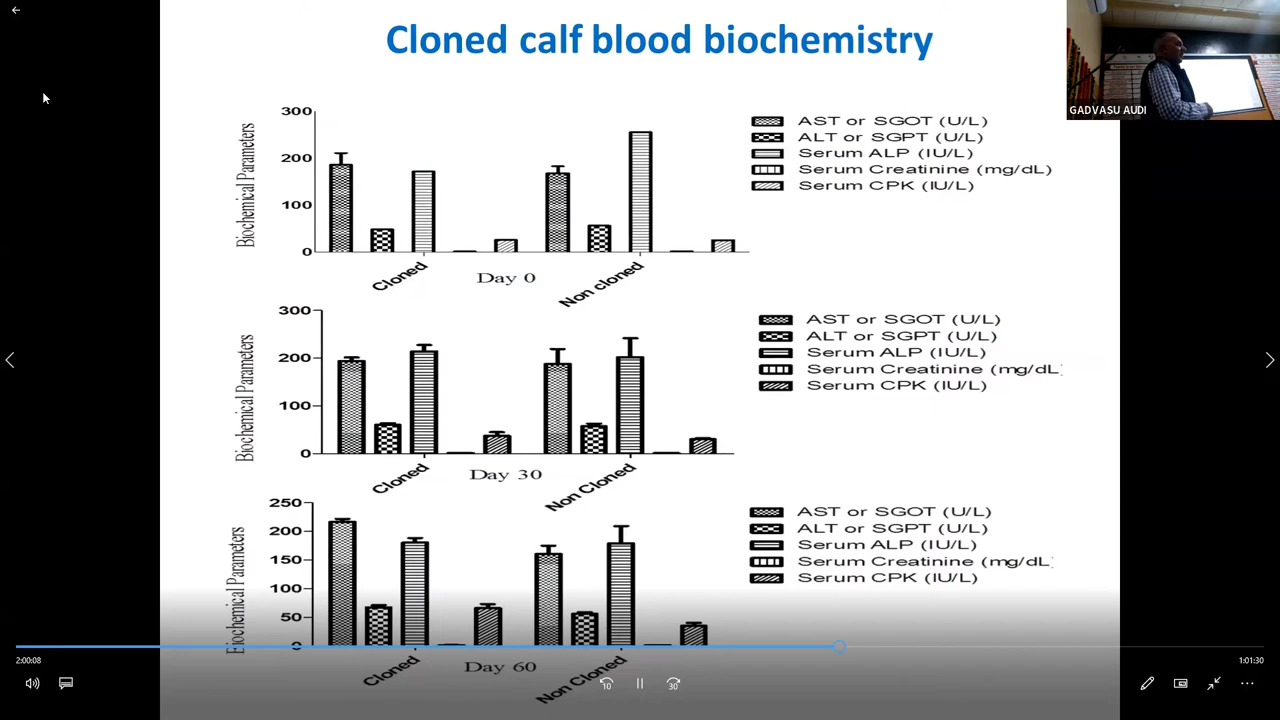 Cloned calf blood biochemistry
GADVASU AUDI
300
200
100
0
Biochemical Parameters
Cloned
Day 0
Non cloned
AST or SGOT (U/L)
ALT or SGPT (U/L)
Serum ALP (IU/L)
Serum Creatinine (mg/dL)
Serum CPK (IU/L)
300
200
100
0
Biochemical Parameters
Cloned
Day 30
Non Cloned
AST or SGOT (U/L)
ALT or SGPT (U/L)
Serum ALP (IU/L)
Serum Creatinine (mg/dL)
Serum CPK (IU/L)
250
200
150
100
50
0
Biochemical Parameters
Cloned
Day 60
Non Cloned
AST or SGOT (U/L)
ALT or SGPT (U/L)
Serum ALP (IU/L)
Serum Creatinine (mg/dL)
Serum CPK (IU/L)
2:00:08
1:01:30
10
30